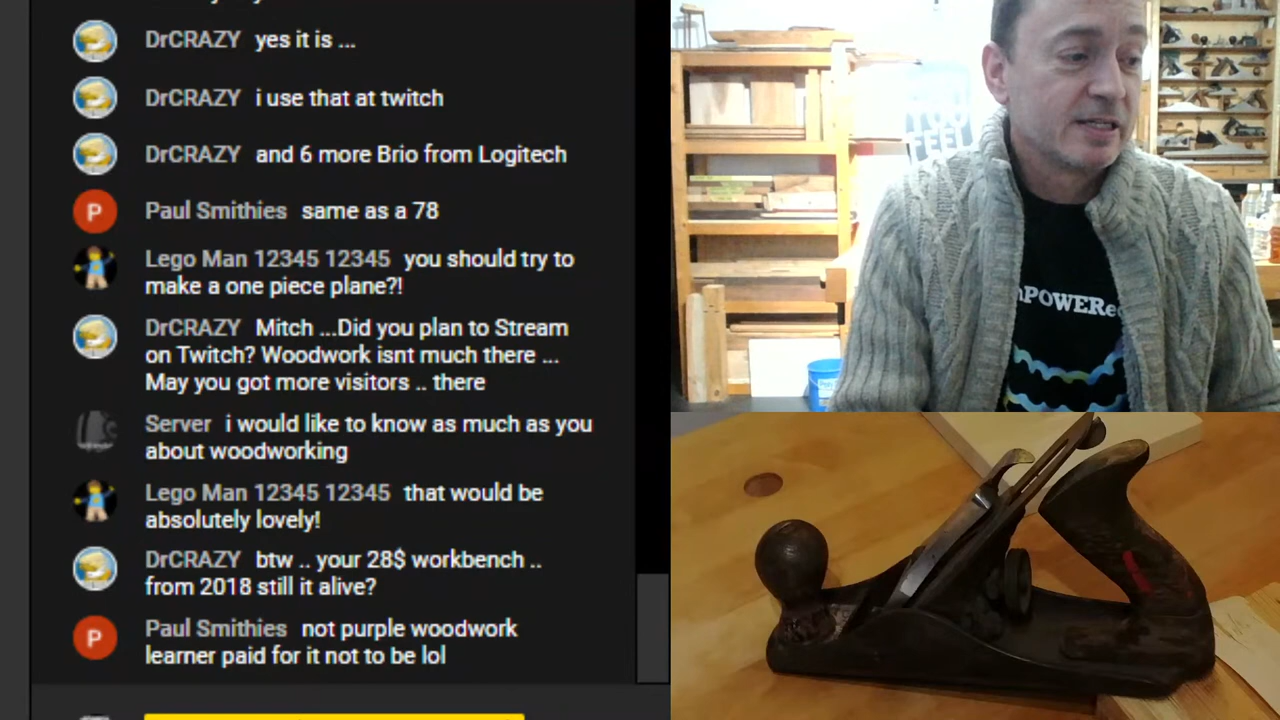 DrCRAZY yes it is ...
DrCRAZY i use that at twitch
DrCRAZY and 6 more Brio from Logitech
P Paul Smithies same as a 78
Lego Man 12345 12345 you should try to
make a one piece plane?!
DrCRAZY Mitch ...Did you plan to Stream
on Twitch? Woodwork isnt much there ...
May you got more visitors .. there
Server i would like to know as much as you
about woodworking
Lego Man 12345 12345 that would be
absolutely lovely!
DrCRAZY btw .. your 28$ workbench ..
from 2018 still it alive?
P Paul Smithies not purple woodwork
learner paid for it not to be lol
FEEL